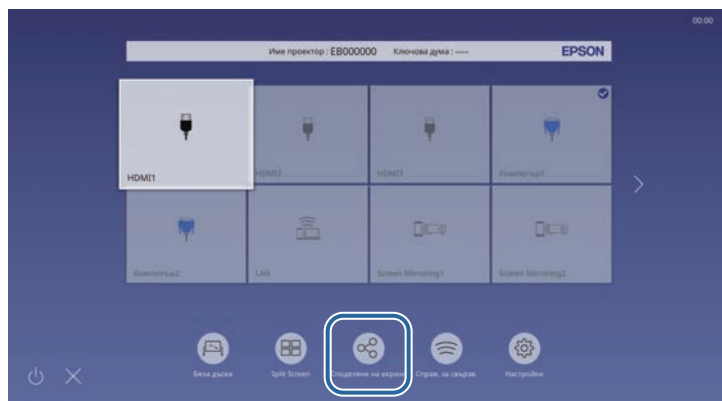 00:00
Име проектор : EB000000 Ключова дума : ---- EPSON
HDMI1 HDMI2 HDMI3 Компютър1
Компютър2 LAN Screen Mirroring1 Screen Mirroring2
Бяла дъска Split Screen Споделяне на екрана Справ. за свърхв. Настройки